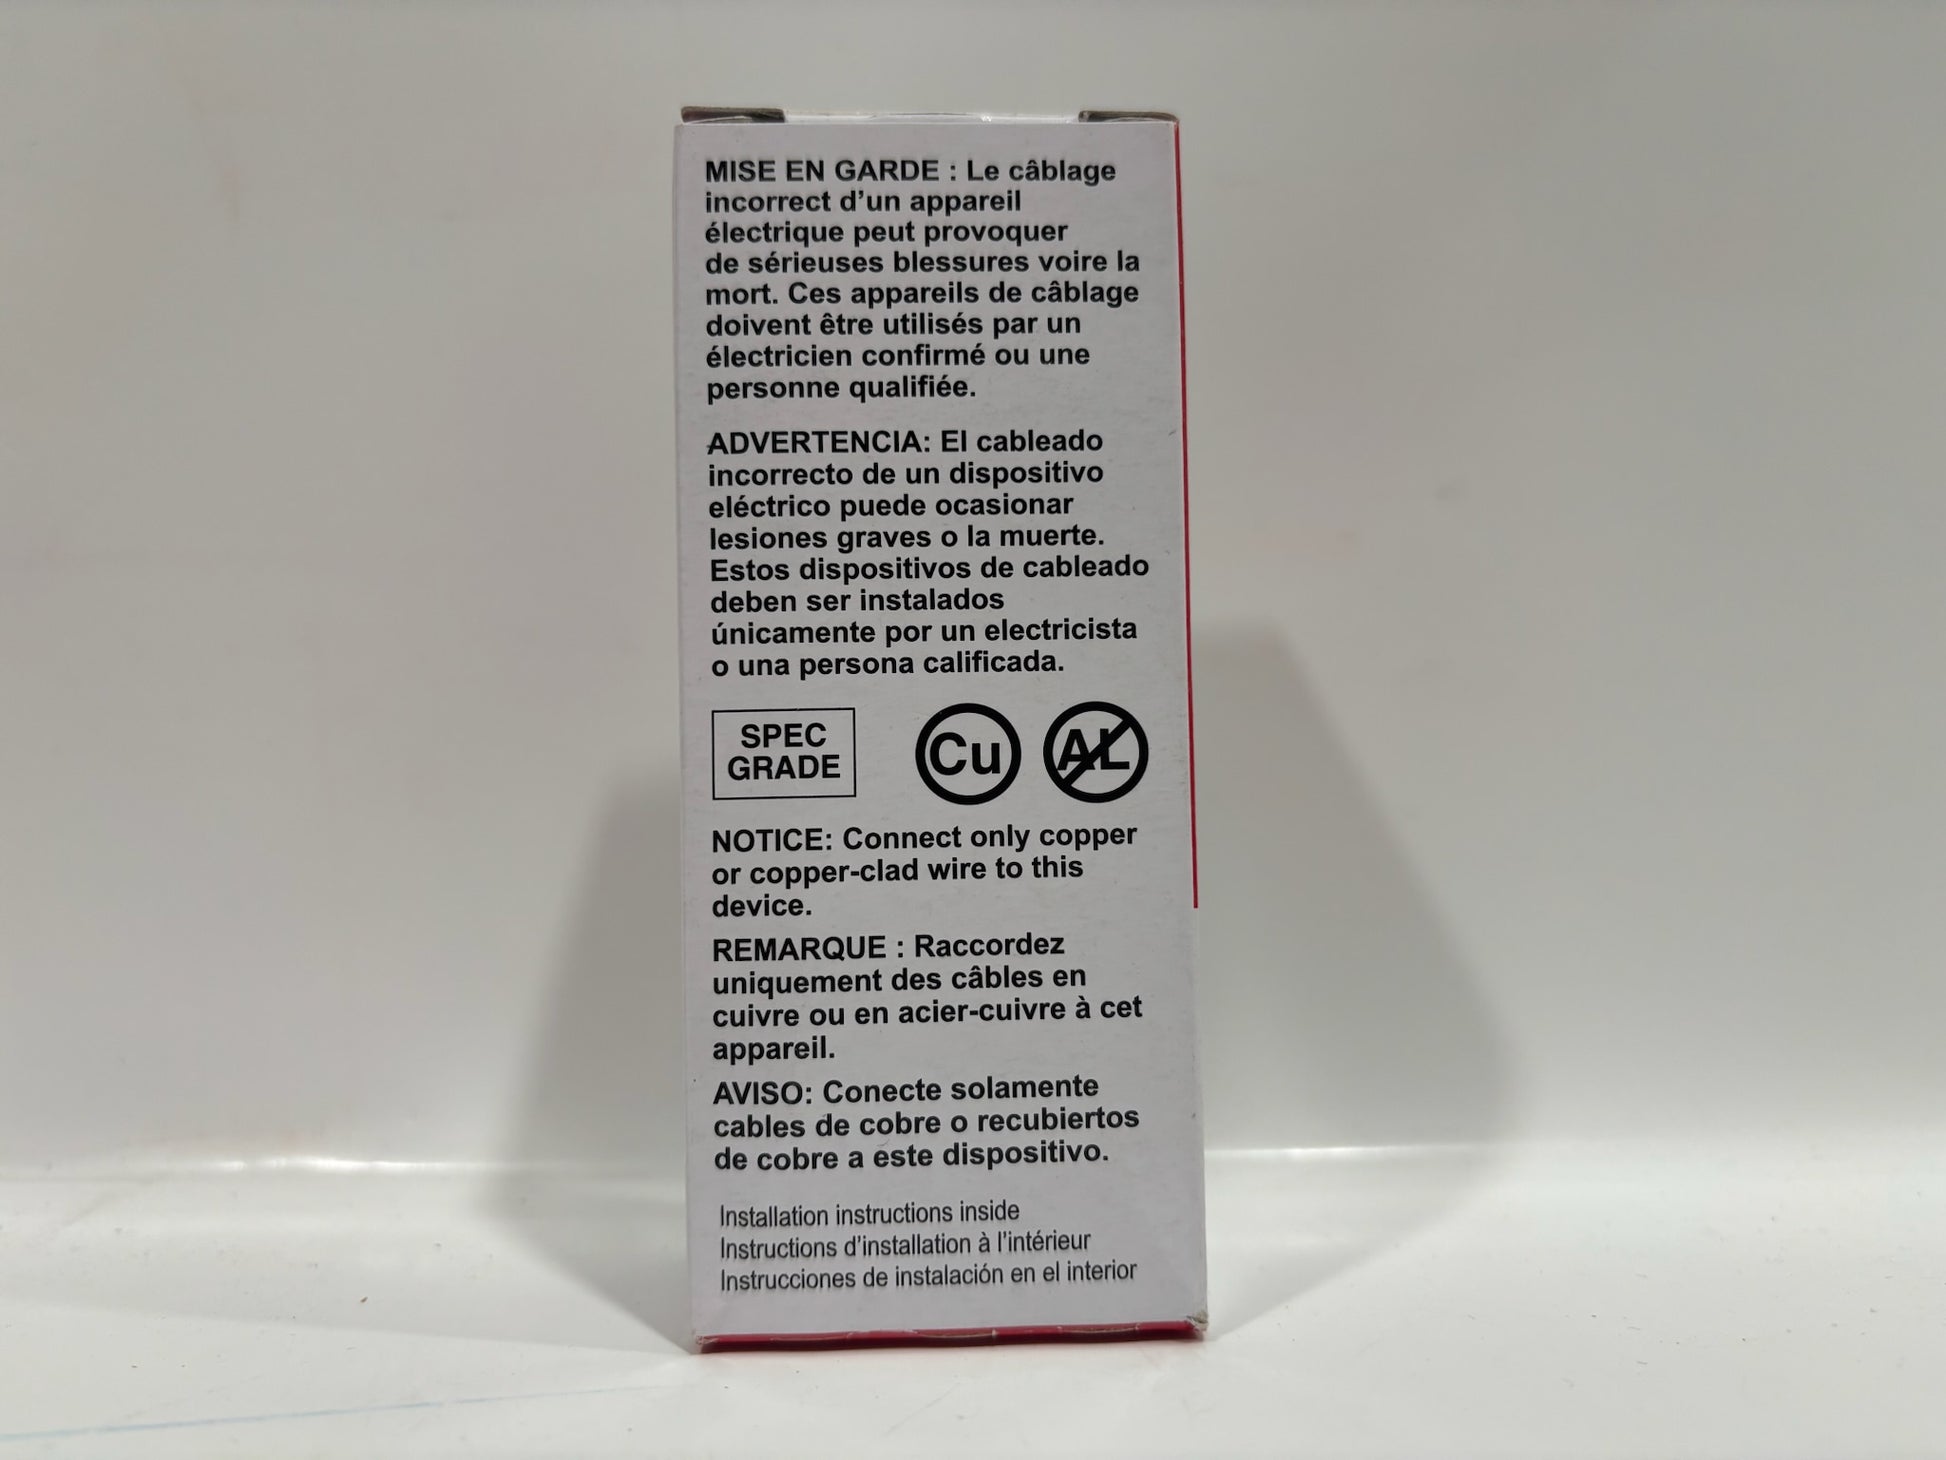 MISE EN GARDE : Le câblage
incorrect d’un appareil
électrique peut provoquer
de sérieuses blessures voire la
mort. Ces appareils de câblage
doivent être utilisés par un
électricien confirmé ou une
personne qualifiée.
ADVERTENCIA: El cableado
incorrecto de un dispositivo
eléctrico puede ocasionar
lesiones graves o la muerte.
Estos dispositivos de cableado
deben ser instalados
únicamente por un electricista
o una persona calificada.
SPEC
GRADE
Cu
AL
NOTICE: Connect only copper
or copper-clad wire to this
device.
REMARQUE : Raccordez
uniquement des câbles en
cuivre ou en acier-cuivre à cet
appareil.
AVISO: Conecte solamente
cables de cobre o recubiertos
de cobre a este dispositivo.
Installation instructions inside
Instructions d’installation à l’intérieur
Instrucciones de instalación en el interior